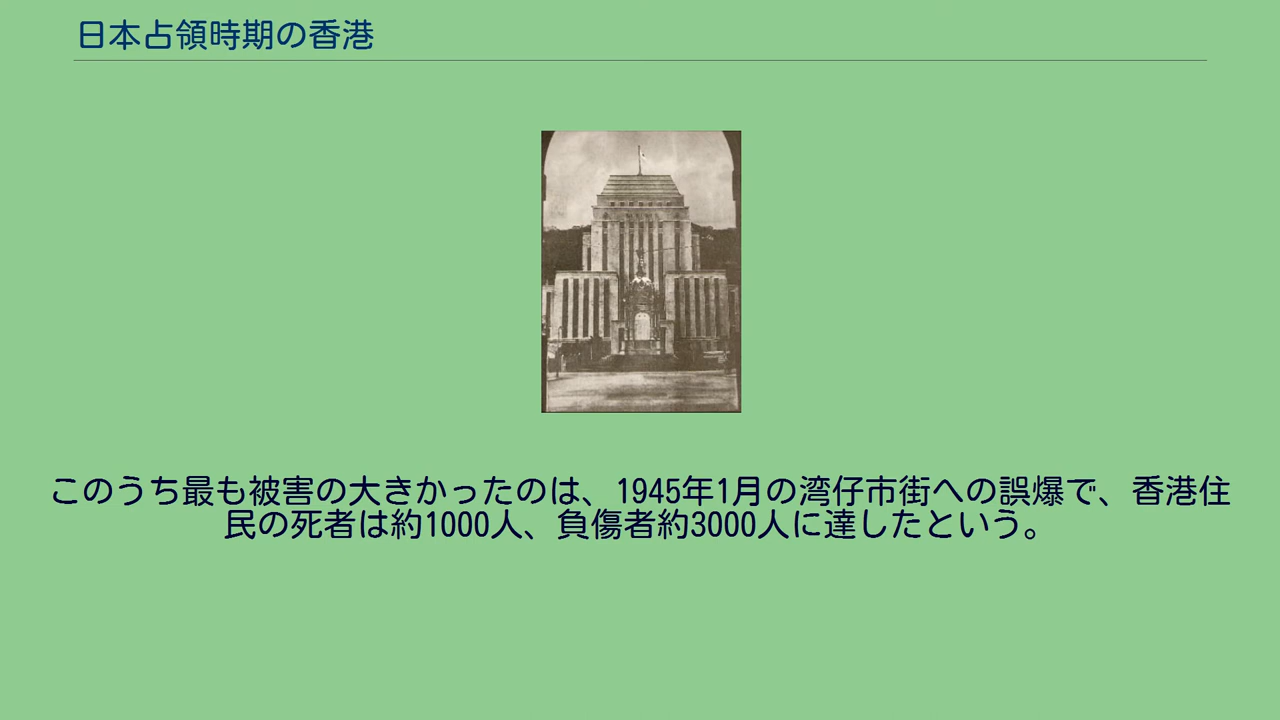 日本占領時期の香港
このうち最も被害の大きかったのは、1945年1月の湾仔市街への誤爆で、香港住
民の死者は約1000人、負傷者約3000人に達したという。